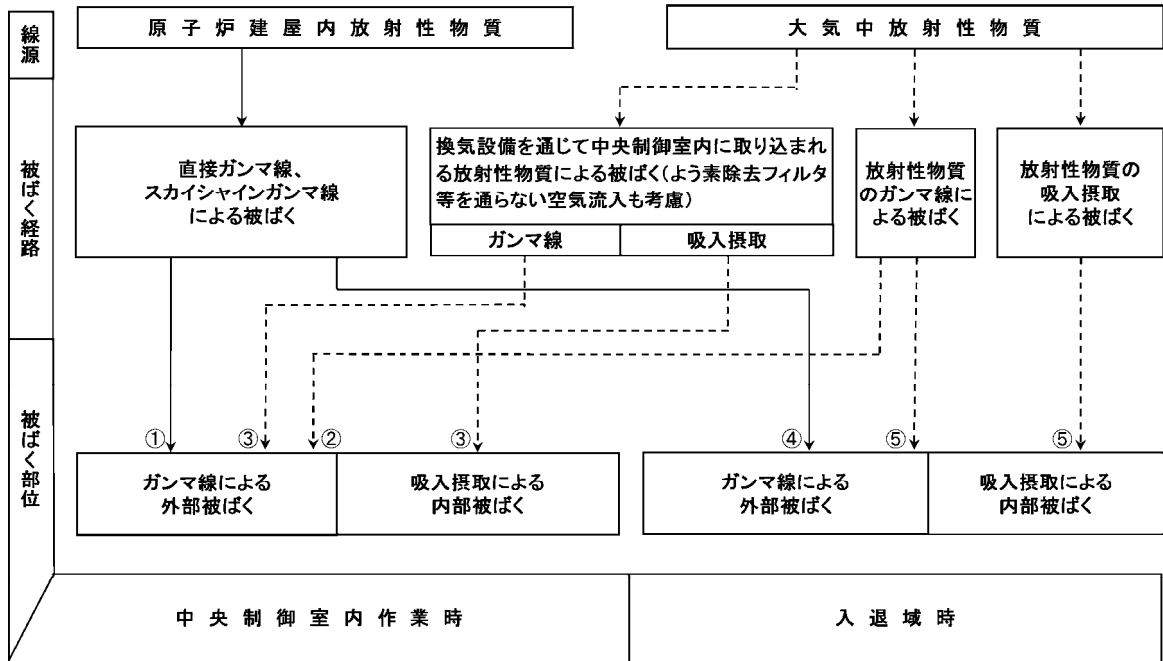 線源
原子炉建屋内放射性物質
大気中放射性物質
被ばく経路
直接ガンマ線、
スカイシャインガンマ線
による被ばく
換気設備を通じて中央制御室内に取り込まれ
る放射性物質による被ばく(よう素除去フィルタ
等を通らない空気流入も考慮)
ガンマ線
吸入摂取
放射性物質
のガンマ線に
よる被ばく
放射性物質の
吸入摂取
による被ばく
被ばく部位
①
③
②
③
④
⑤
⑤
ガンマ線による
外部被ばく
吸入摂取による
内部被ばく
ガンマ線による
外部被ばく
吸入摂取による
内部被ばく
中央制御室内作業時
入退域時